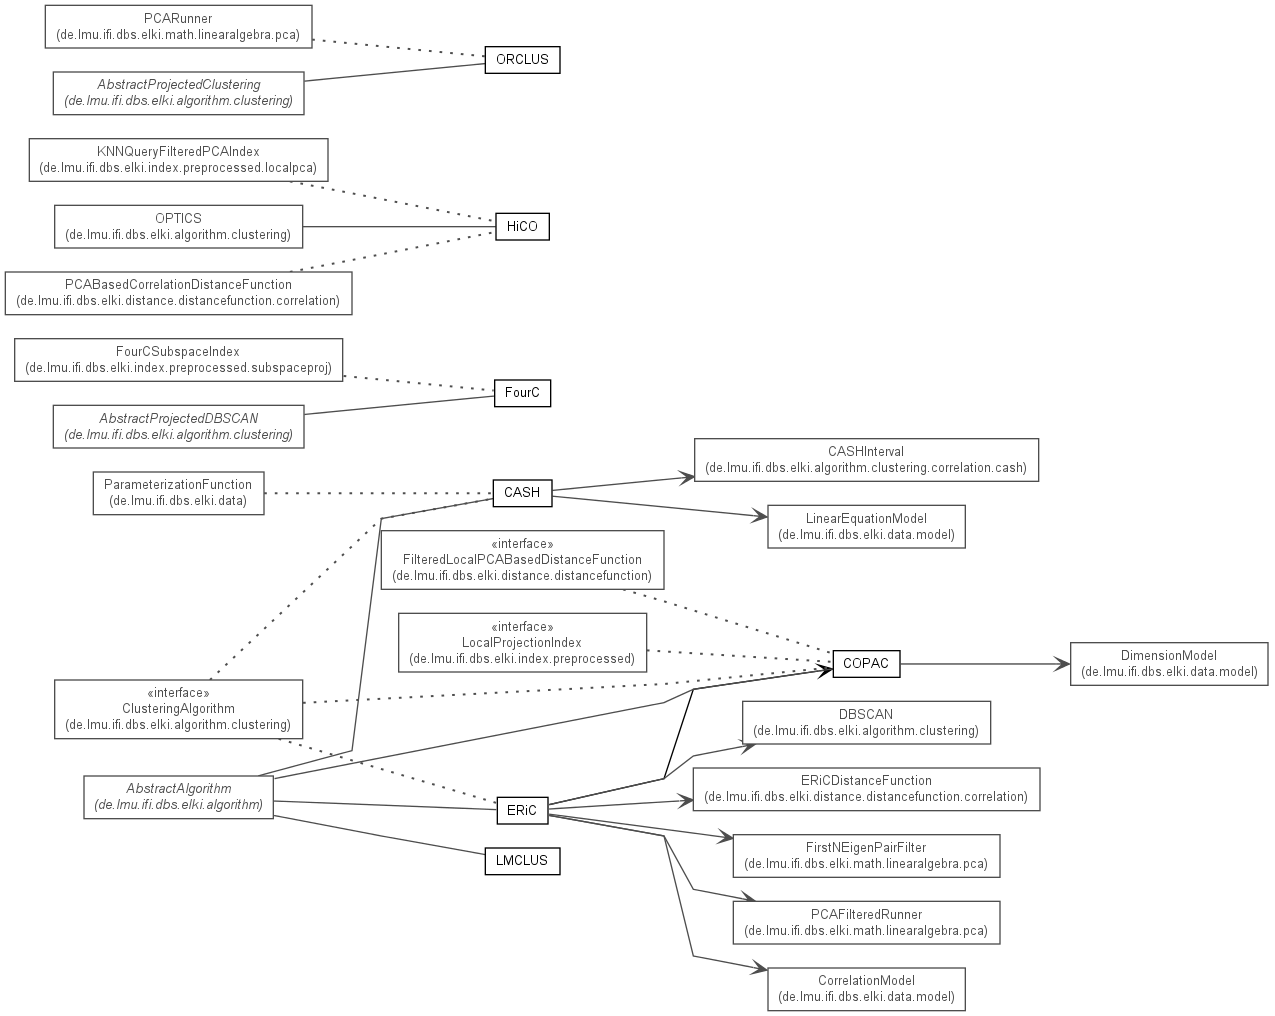 PCARunner
(de.lmu.ifi.dbs.elki.math.linearalgebra.pca)
ORCLUS
AbstractProjectedClustering
(de.lmu.ifi.dbs.elki.algorithm.clustering)
KNNQueryFilteredPCAIndex
(de.lmu.ifi.dbs.elki.index.preprocessed.localpca)
OPTICS
(de.lmu.ifi.dbs.elki.algorithm.clustering)
HiCO
PCABasedCorrelationDistanceFunction
(de.lmu.ifi.dbs.elki.distance.distancefunction.correlation)
FourCSubspaceIndex
(de.lmu.ifi.dbs.elki.index.preprocessed.subspaceproj)
FourC
AbstractProjectedDBSCAN
(de.lmu.ifi.dbs.elki.algorithm.clustering)
CASHInterval
(de.lmu.ifi.dbs.elki.algorithm.clustering.correlation.cash)
ParameterizationFunction
(de.lmu.ifi.dbs.elki.data)
CASH
LinearEquationModel
(de.lmu.ifi.dbs.elki.data.model)
«interface»
FilteredLocalPCABasedDistanceFunction
(de.lmu.ifi.dbs.elki.distance.distancefunction)
«interface»
LocalProjectionIndex
(de.lmu.ifi.dbs.elki.index.preprocessed)
COPAC
DimensionModel
(de.lmu.ifi.dbs.elki.data.model)
«interface»
ClusteringAlgorithm
(de.lmu.ifi.dbs.elki.algorithm.clustering)
DBSCAN
(de.lmu.ifi.dbs.elki.algorithm.clustering)
AbstractAlgorithm
(de.lmu.ifi.dbs.elki.algorithm)
ERiC
ERiCDistanceFunction
(de.lmu.ifi.dbs.elki.distance.distancefunction.correlation)
LMCLUS
FirstNEigenPairFilter
(de.lmu.ifi.dbs.elki.math.linearalgebra.pca)
PCAFilteredRunner
(de.lmu.ifi.dbs.elki.math.linearalgebra.pca)
CorrelationModel
(de.lmu.ifi.dbs.elki.data.model)